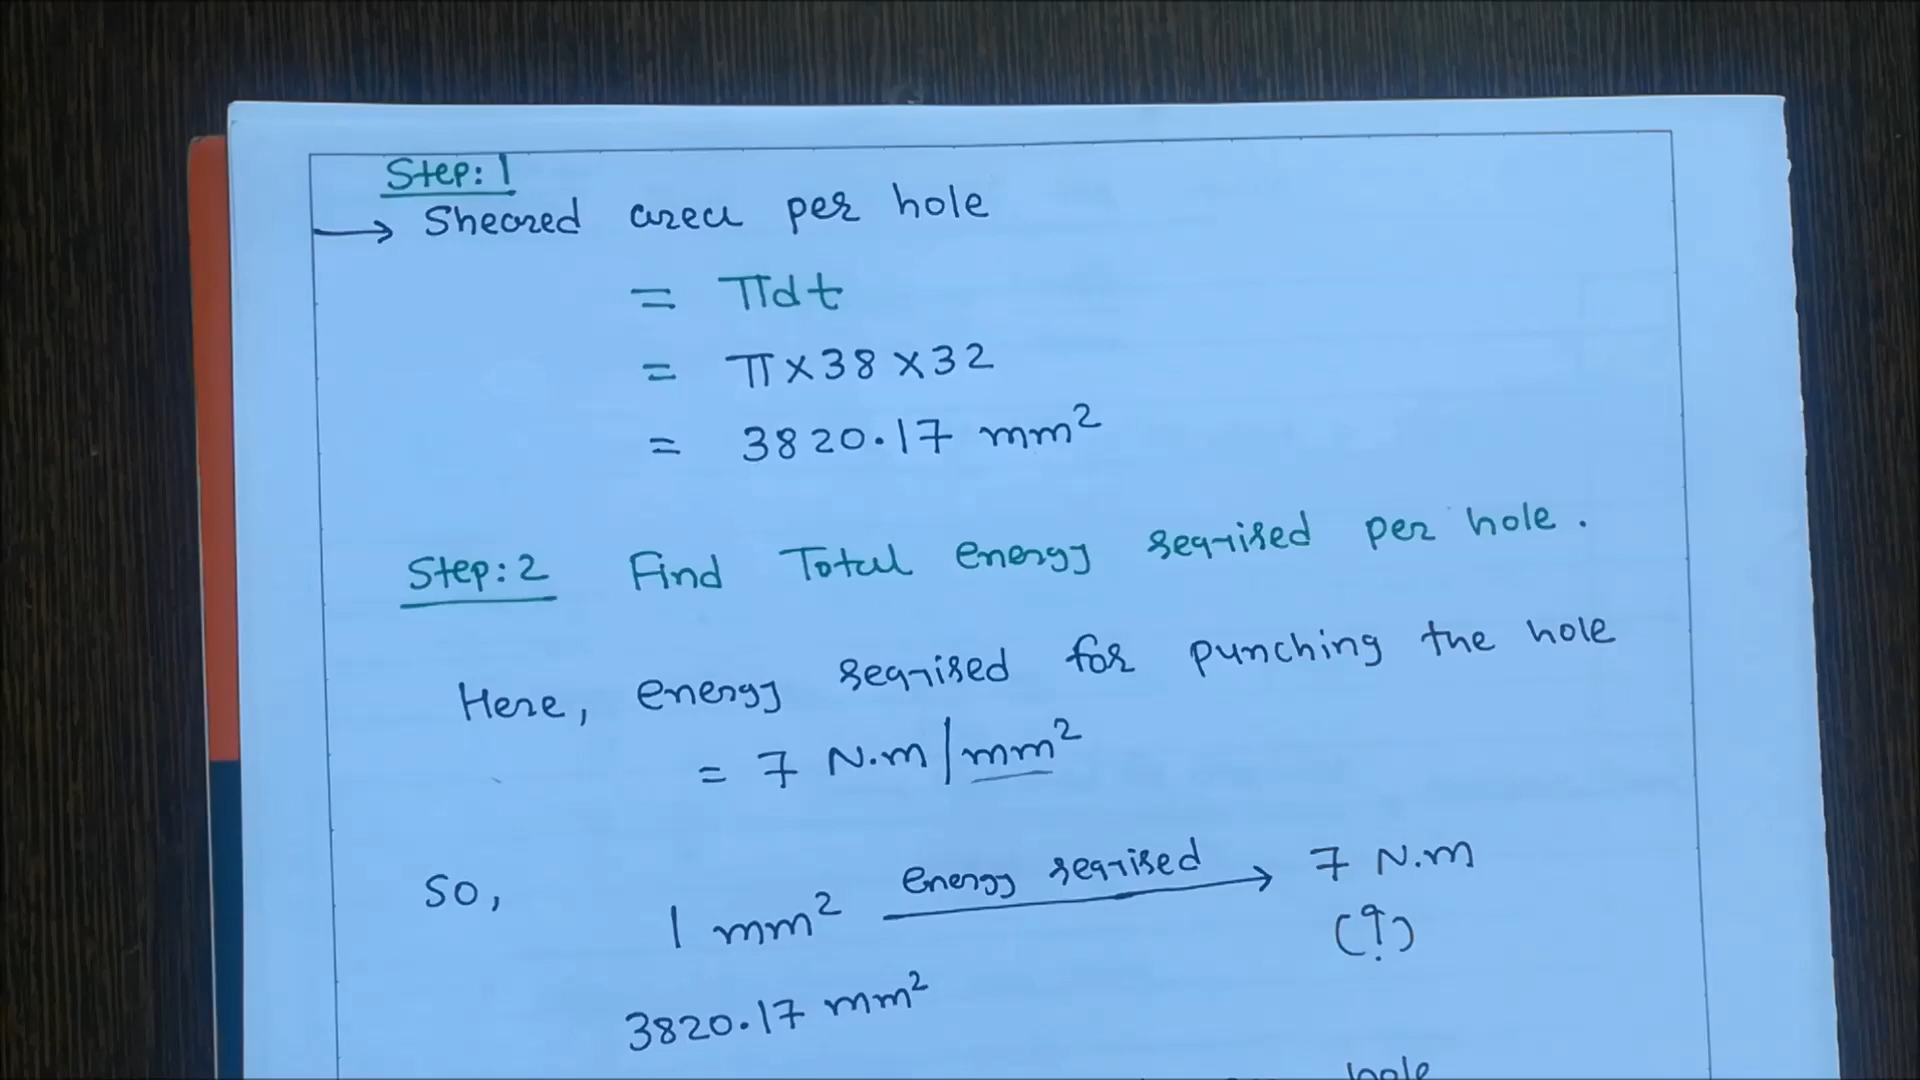 Step: 1
→ Sheared area per hole
= πdt
= π×38×32
= 3820.17 mm²
Step: 2 Find Total energy required per hole.
Here, energy required for punching the hole
= 7 N.m/mm²
So, 1 mm² energy required → 7 N.m
3820.17 mm² (?)
hole